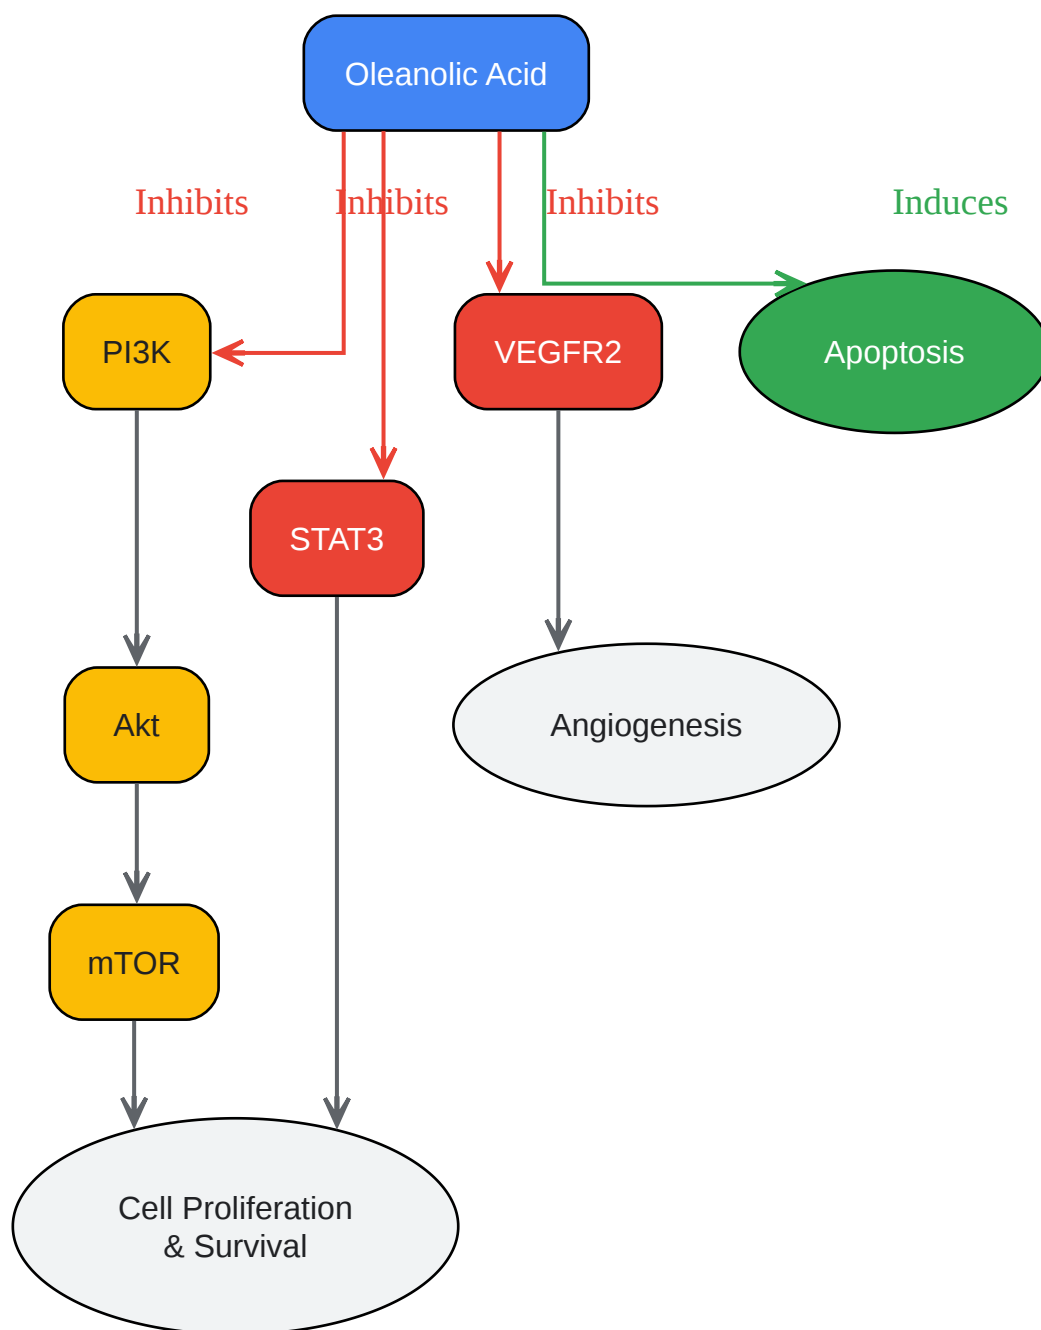 Oleanolic Acid
Inhibits
Inhibits
Inhibits
Induces
PI3K
VEGFR2
Apoptosis
STAT3
Akt
Angiogenesis
mTOR
Cell Proliferation
& Survival